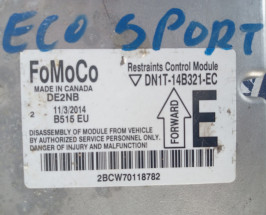 ECO SPORT
FoMoCo
Restraints Control Module
MADE IN CANADA
DN1T-14B321-EC
DE2NB
11/3/2014
2 B515 EU
FORWARD
E
DISASSEMBLY OF MODULE FROM VEHICLE
BY AUTHORIZED SERVICE PERSONNEL ONLY.
DANGER OF INJURY AND MALFUNCTION!
2BCW70118782